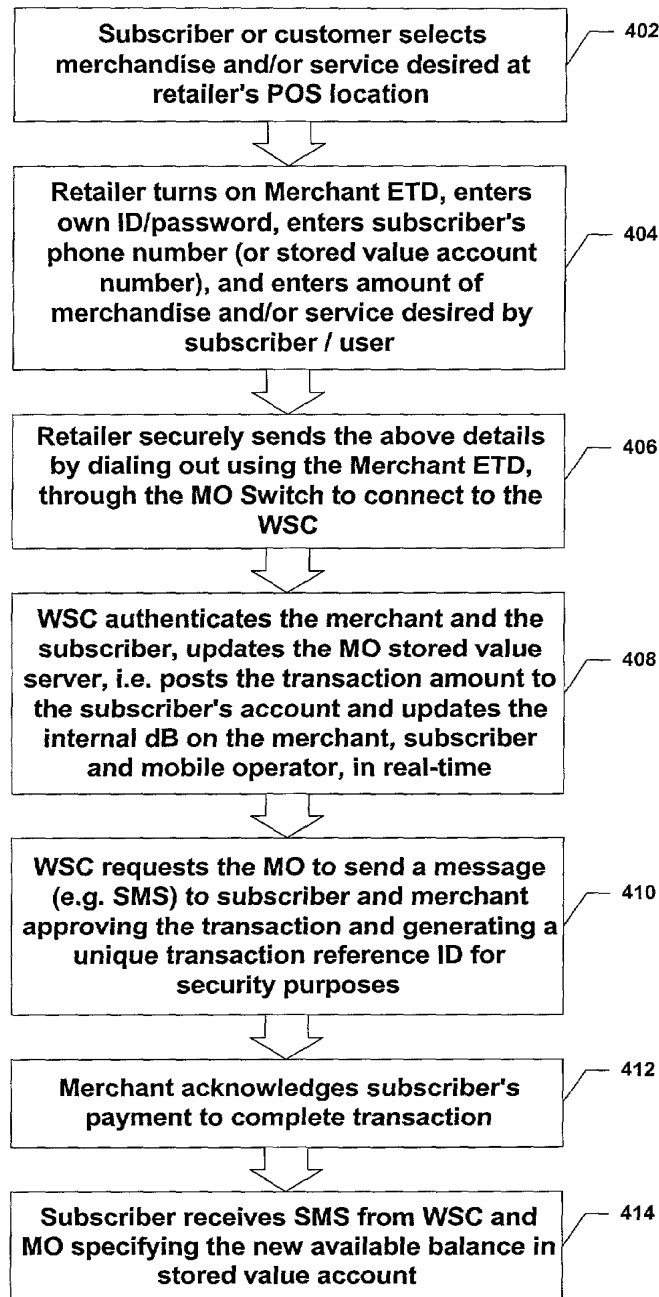 Subscriber or customer selects
merchandise and/or service desired at
retailer's POS location
402
Retailer turns on Merchant ETD, enters
own ID/password, enters subscriber's
phone number (or stored value account
number), and enters amount of
merchandise and/or service desired by
subscriber / user
404
Retailer securely sends the above details
by dialing out using the Merchant ETD,
through the MO Switch to connect to the
WSC
406
WSC authenticates the merchant and the
subscriber, updates the MO stored value
server, i.e. posts the transaction amount to
the subscriber's account and updates the
internal dB on the merchant, subscriber
and mobile operator, in real-time
408
WSC requests the MO to send a message
(e.g. SMS) to subscriber and merchant
approving the transaction and generating a
unique transaction reference ID for
security purposes
410
Merchant acknowledges subscriber's
payment to complete transaction
412
Subscriber receives SMS from WSC and
MO specifying the new available balance in
stored value account
414